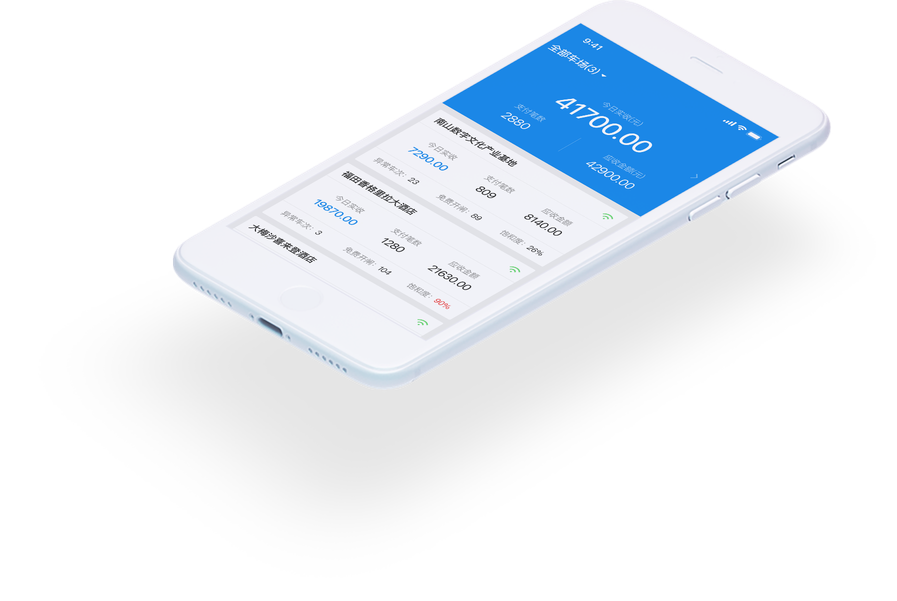 9:41
全部车场(3)
今日实收(元)
41700.00
支付笔数
2880
应收金额(元)
42900.00
南山数字文化产业基地
今日实收
7290.00
支付笔数
809
应收金额
8140.00
异常车次： 23
免费开闸： 89
饱和度： 26%
福田香格里拉大酒店
今日实收
19870.00
支付笔数
1280
应收金额
21630.00
异常车次： 3
免费开闸： 104
饱和度： 90%
大梅沙喜来登酒店